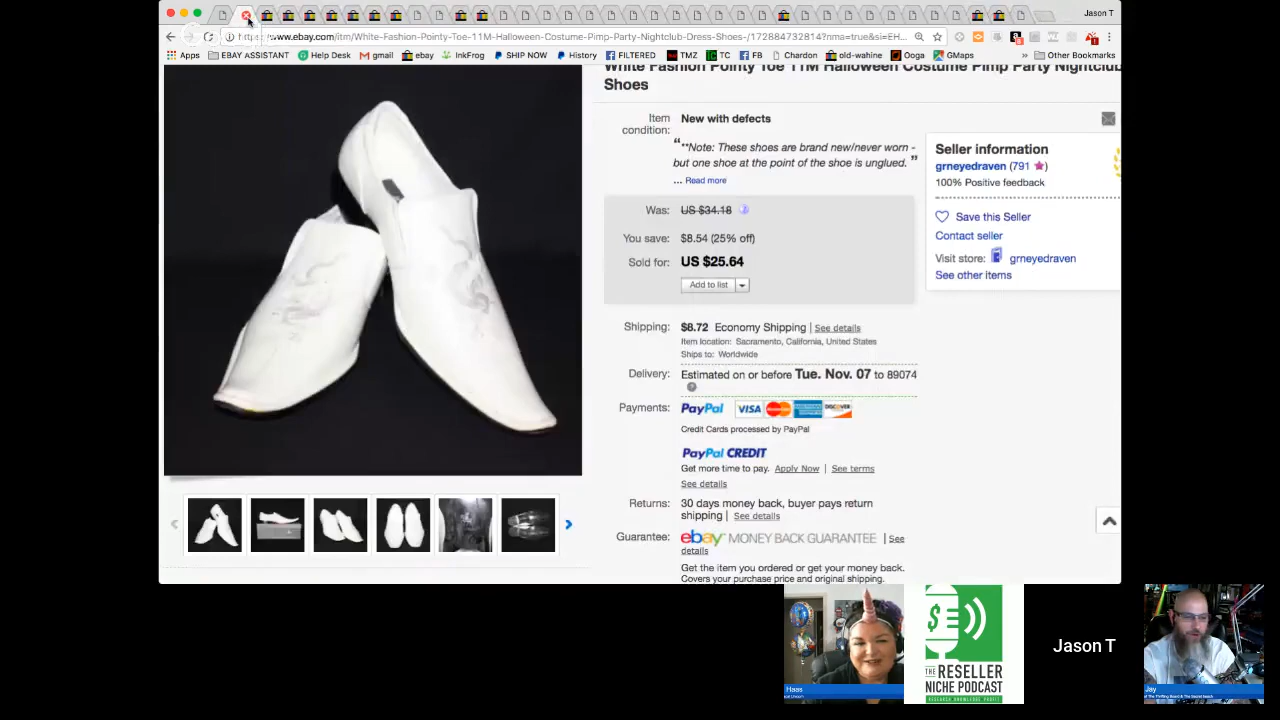 Jason T
https://www.ebay.com/itm/White-Fashion-Pointy-Toe-11M-Halloween-Costume-Pimp-Party-Nightclub-Dress-Shoes-/172884732814?nma=true&si=EH...
Apps EBAY ASSISTANT Help Desk gmail ebay InkFrog SHIP NOW History FILTERED TMZ TC FB Chardon old-wahine Ooga GMaps » Other Bookmarks
White Fashion Pointy Toe 11M Halloween Costume Pimp Party Nightclub
Shoes
Item condition: New with defects
“**Note: These shoes are brand new/never worn -
but one shoe at the point of the shoe is unglued. ”
... Read more
Was: US $34.18
You save: $8.54 (25% off)
Sold for: US $25.64
Add to list
Shipping: $8.72 Economy Shipping | See details
Item location: Sacramento, California, United States
Ships to: Worldwide
Delivery: Estimated on or before Tue. Nov. 07 to 89074
Payments: PayPal VISA MasterCard DISCOVER
Credit Cards processed by PayPal
PayPal CREDIT
Get more time to pay. Apply Now | See terms
See details
Returns: 30 days money back, buyer pays return
shipping | See details
Guarantee: ebay MONEY BACK GUARANTEE | See
details
Get the item you ordered or get your money back.
Covers your purchase price and original shipping.
Seller information
grneyedraven (791 )
100% Positive feedback
Save this Seller
Contact seller
Visit store: grneyedraven
See other items
Haas
$
THE
RESELLER
NICHE PODCAST
RESEARCH KNOWLEDGE PROFIT
Jason T
Jay